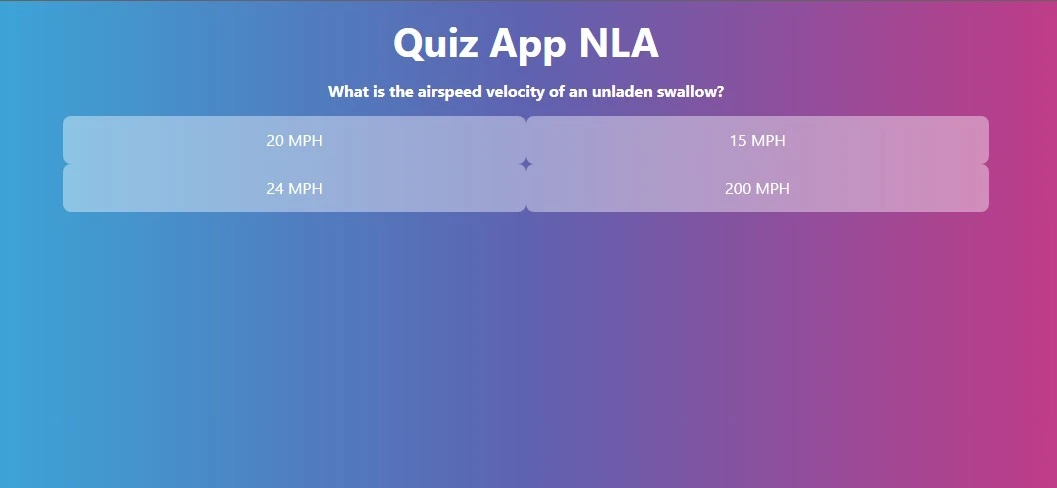 Quiz App NLA
What is the airspeed velocity of an unladen swallow?
20 MPH
15 MPH
24 MPH
200 MPH